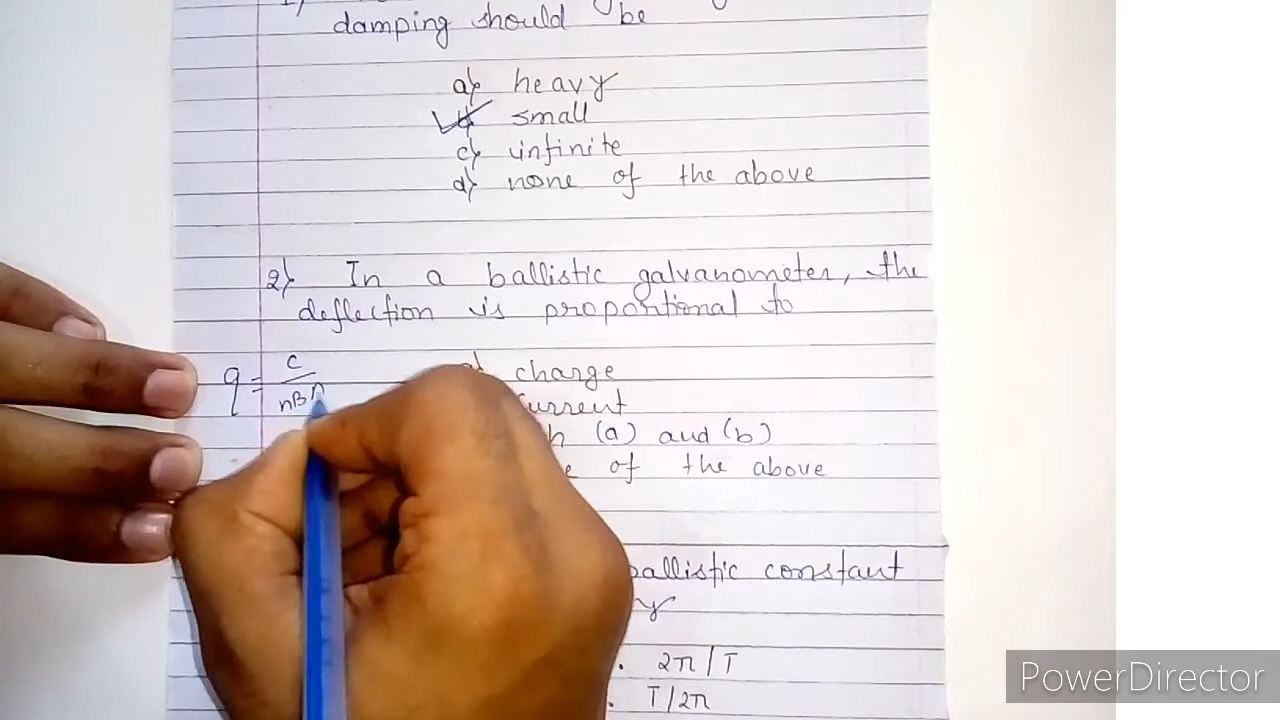 damping should be
a) heavy
b) small
c) infinite
d) none of the above
2) In a ballistic galvanometer, the
deflection is proportional to
q = C / nBA
a) charge
current
(a) and (b)
of the above
ballistic constant
2π/T
T/2π
PowerDirector